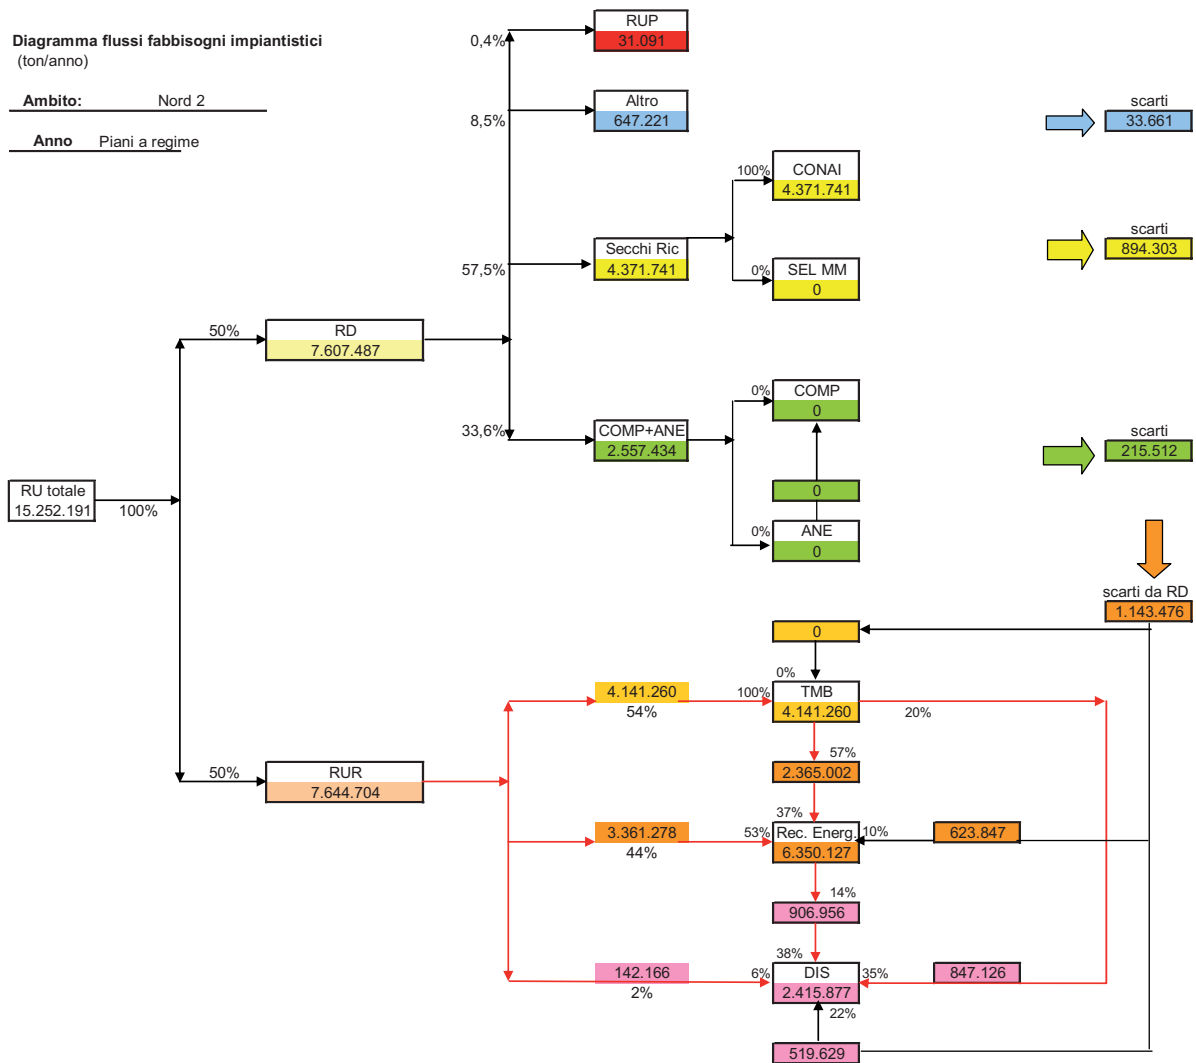 Diagramma flussi fabbisogni impiantistici
(ton/anno)
Ambito: Nord 2
Anno Piani a regime
0,4%
RUP
31.091
8,5%
Altro
647.221
scarti
33.661
57,5%
Secchi Ric
4.371.741
100%
CONAI
4.371.741
0%
SEL MM
0
scarti
894.303
50%
RD
7.607.487
33,6%
COMP+ANE
2.557.434
0%
COMP
0
0
0%
ANE
0
scarti
215.512
RU totale
15.252.191
100%
scarti da RD
1.143.476
0
0%
4.141.260
54%
100%
TMB
4.141.260
20%
57%
2.365.002
50%
RUR
7.644.704
37%
3.361.278
44%
53%
Rec. Energ.
6.350.127
10%
623.847
14%
906.956
38%
142.166
2%
6%
DIS
2.415.877
35%
847.126
22%
519.629